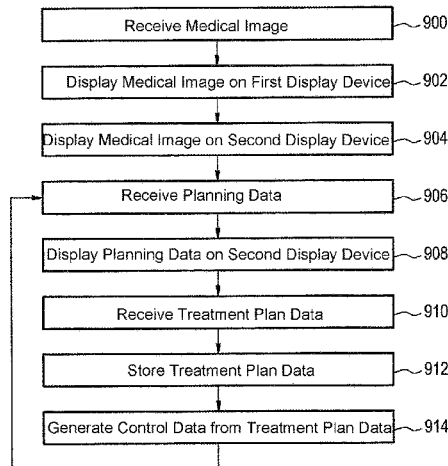 Receive Medical Image 900
Display Medical Image on First Display Device 902
Display Medical Image on Second Display Device 904
Receive Planning Data 906
Display Planning Data on Second Display Device 908
Receive Treatment Plan Data 910
Store Treatment Plan Data 912
Generate Control Data from Treatment Plan Data 914